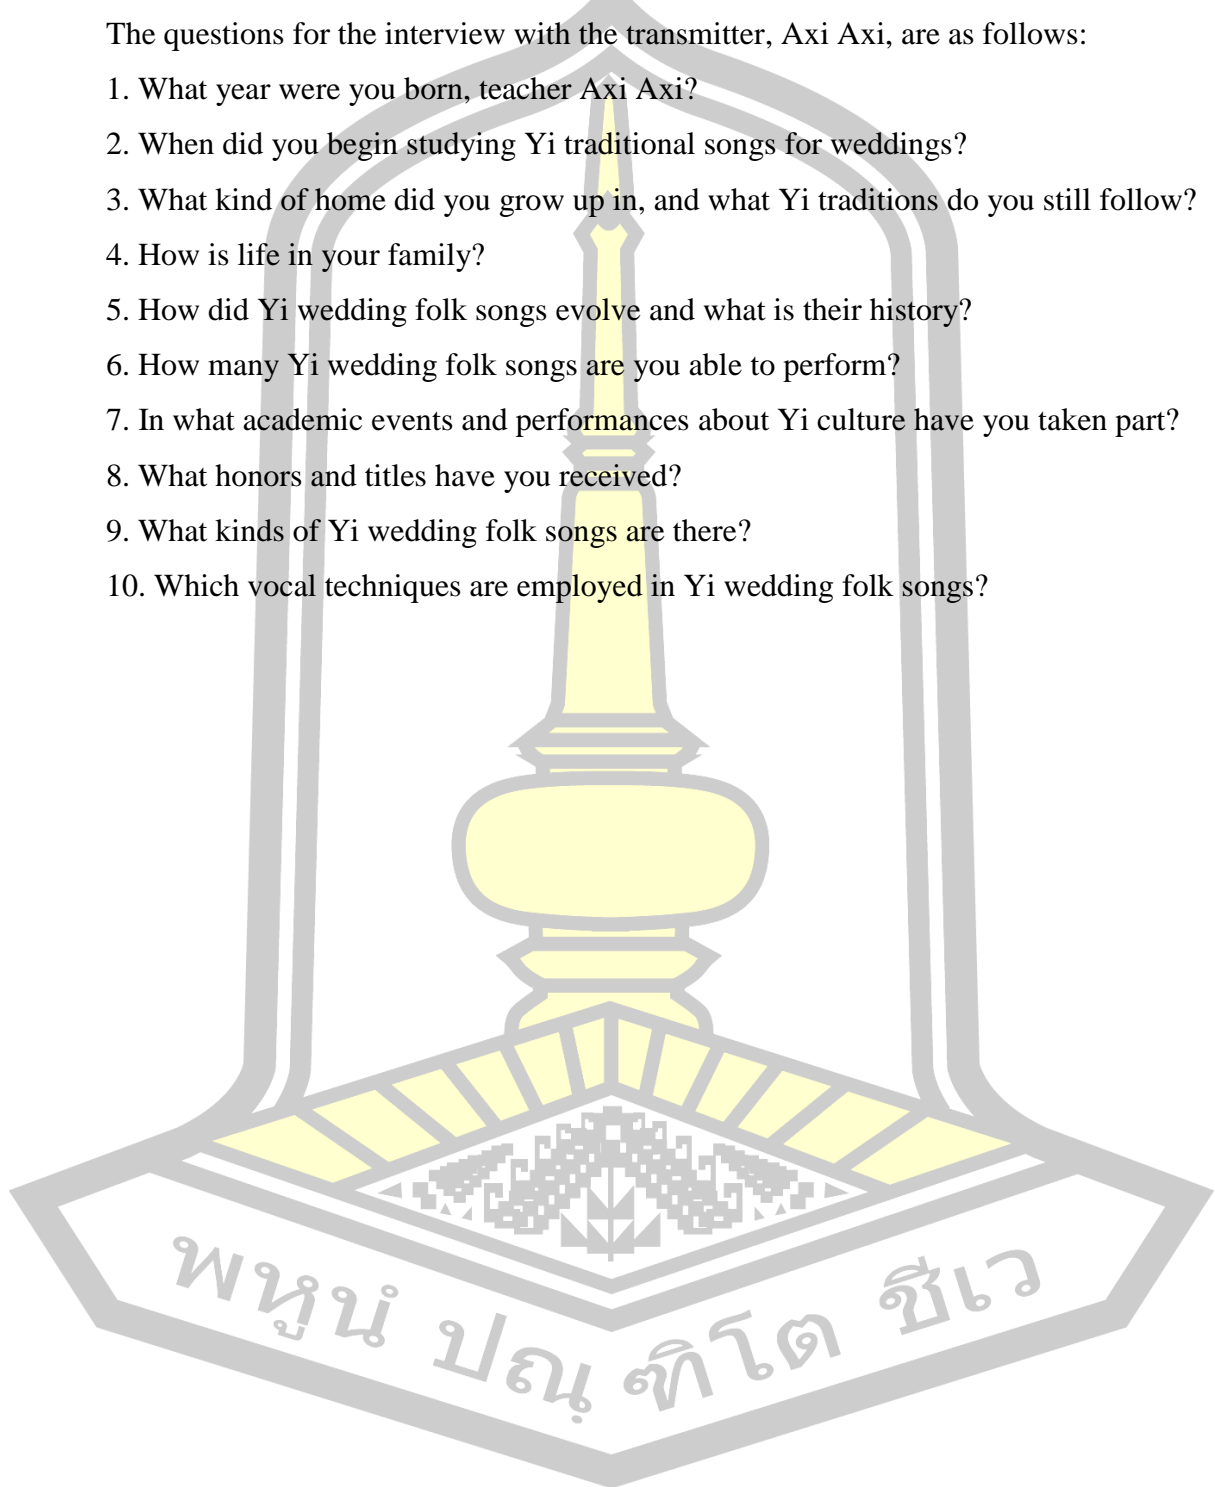 The questions for the interview with the transmitter, Axi Axi, are as follows:
1. What year were you born, teacher Axi Axi?
2. When did you begin studying Yi traditional songs for weddings?
3. What kind of home did you grow up in, and what Yi traditions do you still follow?
4. How is life in your family?
5. How did Yi wedding folk songs evolve and what is their history?
6. How many Yi wedding folk songs are you able to perform?
7. In what academic events and performances about Yi culture have you taken part?
8. What honors and titles have you received?
9. What kinds of Yi wedding folk songs are there?
10. Which vocal techniques are employed in Yi wedding folk songs?
พหูนํ ปณฺฑิโต ชีเว